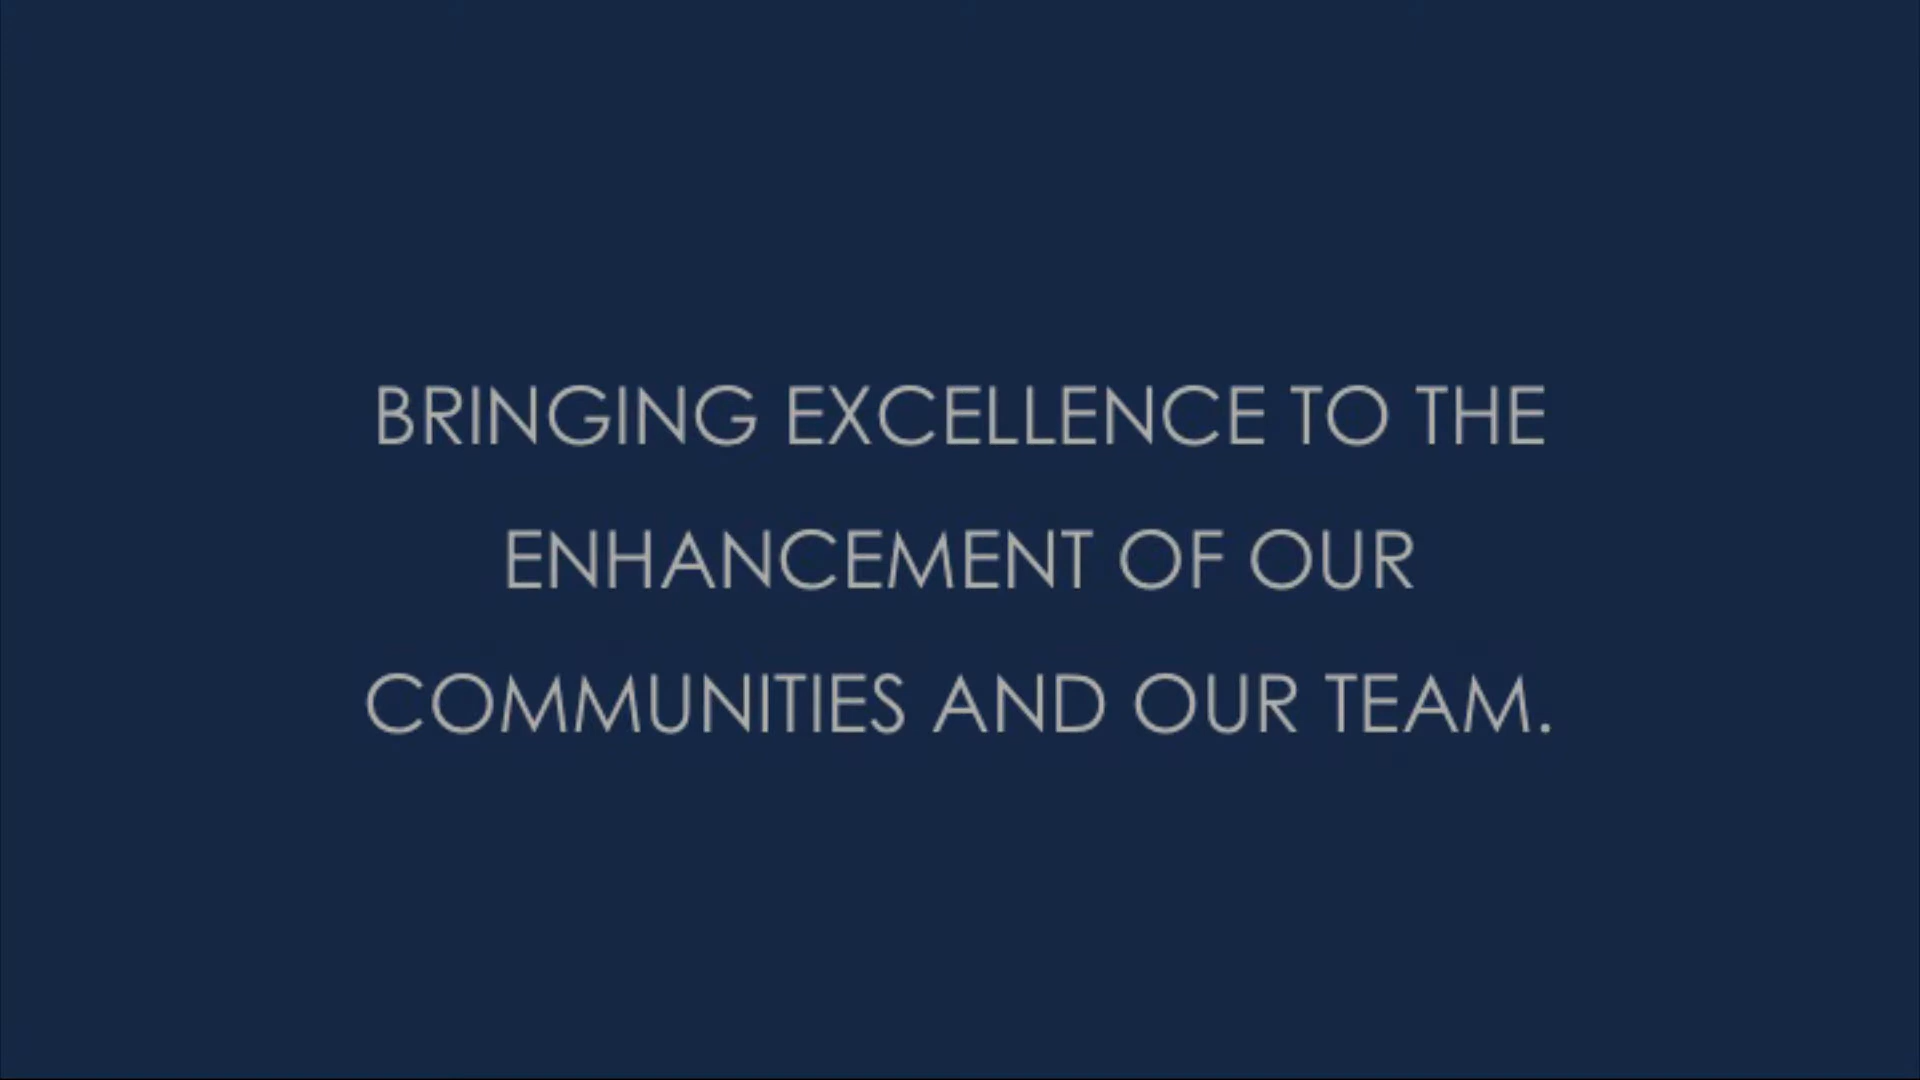 BRINGING EXCELLENCE TO THE
ENHANCEMENT OF OUR
COMMUNITIES AND OUR TEAM.